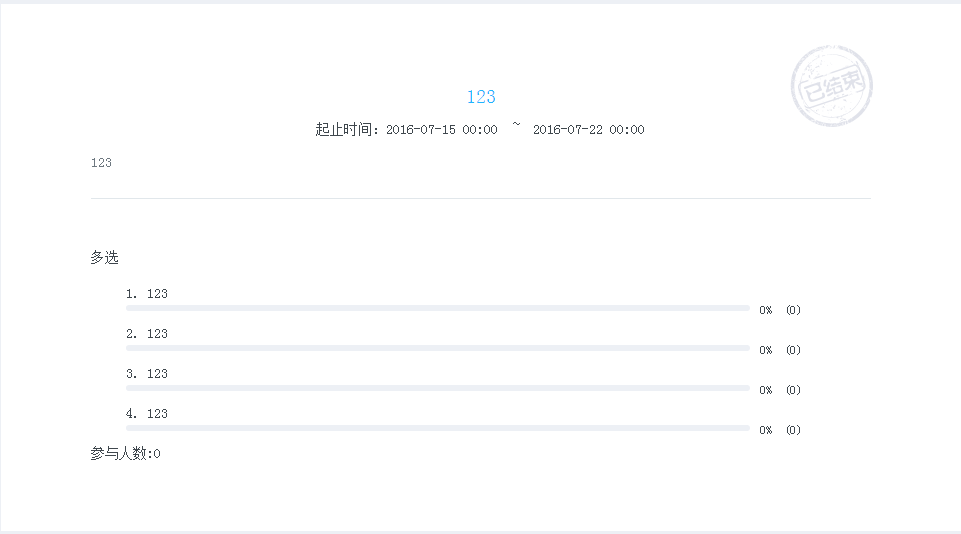 123
已结束
起止时间：2016-07-15 00:00 ~ 2016-07-22 00:00
123
多选
1. 123
0% (0)
2. 123
0% (0)
3. 123
0% (0)
4. 123
0% (0)
参与人数:0